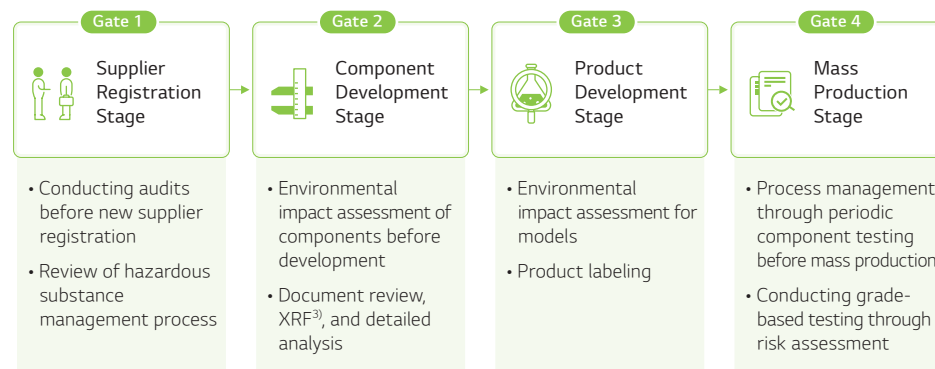 Gate 1
Supplier
Registration
Stage
• Conducting audits
before new supplier
registration
• Review of hazardous
substance
management process
Gate 2
Component
Development
Stage
• Environmental
impact assessment of
components before
development
• Document review,
XRF3), and detailed
analysis
Gate 3
Product
Development
Stage
• Environmental
impact assessment for
models
• Product labeling
Gate 4
Mass
Production
Stage
• Process management
through periodic
component testing
before mass production
• Conducting grade-
based testing through
risk assessment